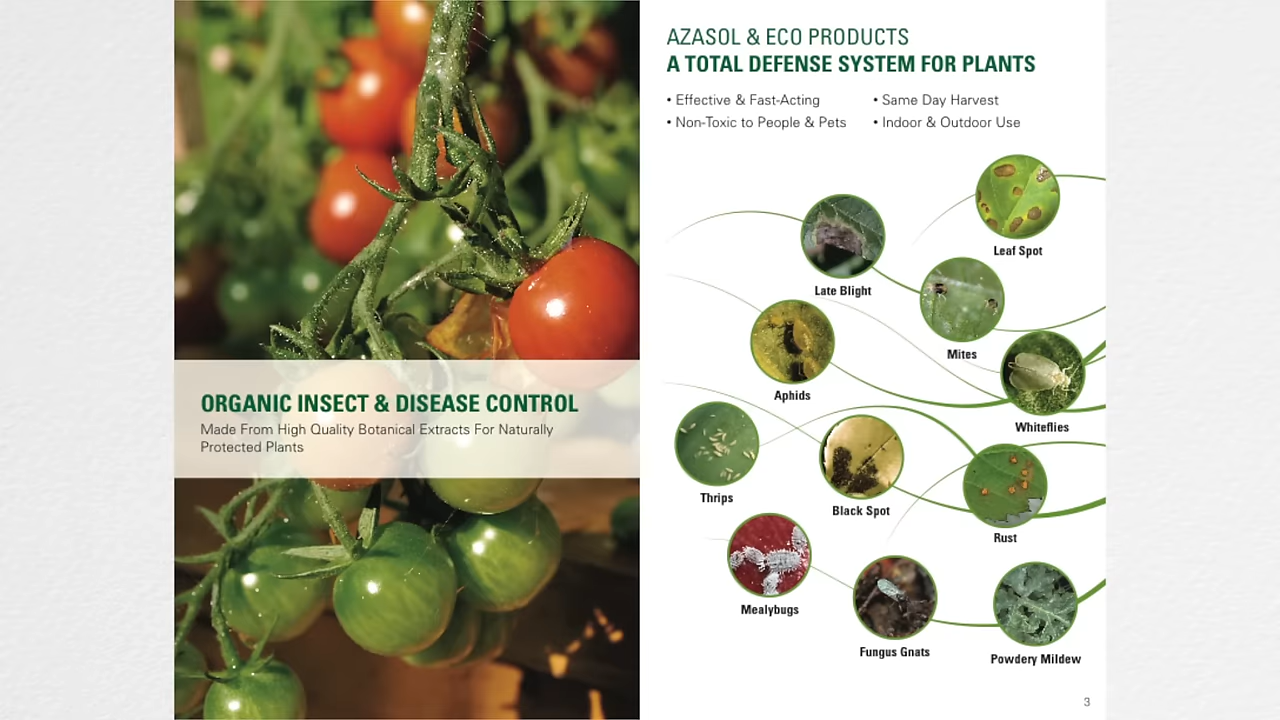 ORGANIC INSECT & DISEASE CONTROL
Made From High Quality Botanical Extracts For Naturally
Protected Plants
AZASOL & ECO PRODUCTS
A TOTAL DEFENSE SYSTEM FOR PLANTS
• Effective & Fast-Acting
• Non-Toxic to People & Pets
• Same Day Harvest
• Indoor & Outdoor Use
Leaf Spot
Late Blight
Mites
Aphids
Whiteflies
Thrips
Black Spot
Rust
Mealybugs
Fungus Gnats
Powdery Mildew
3